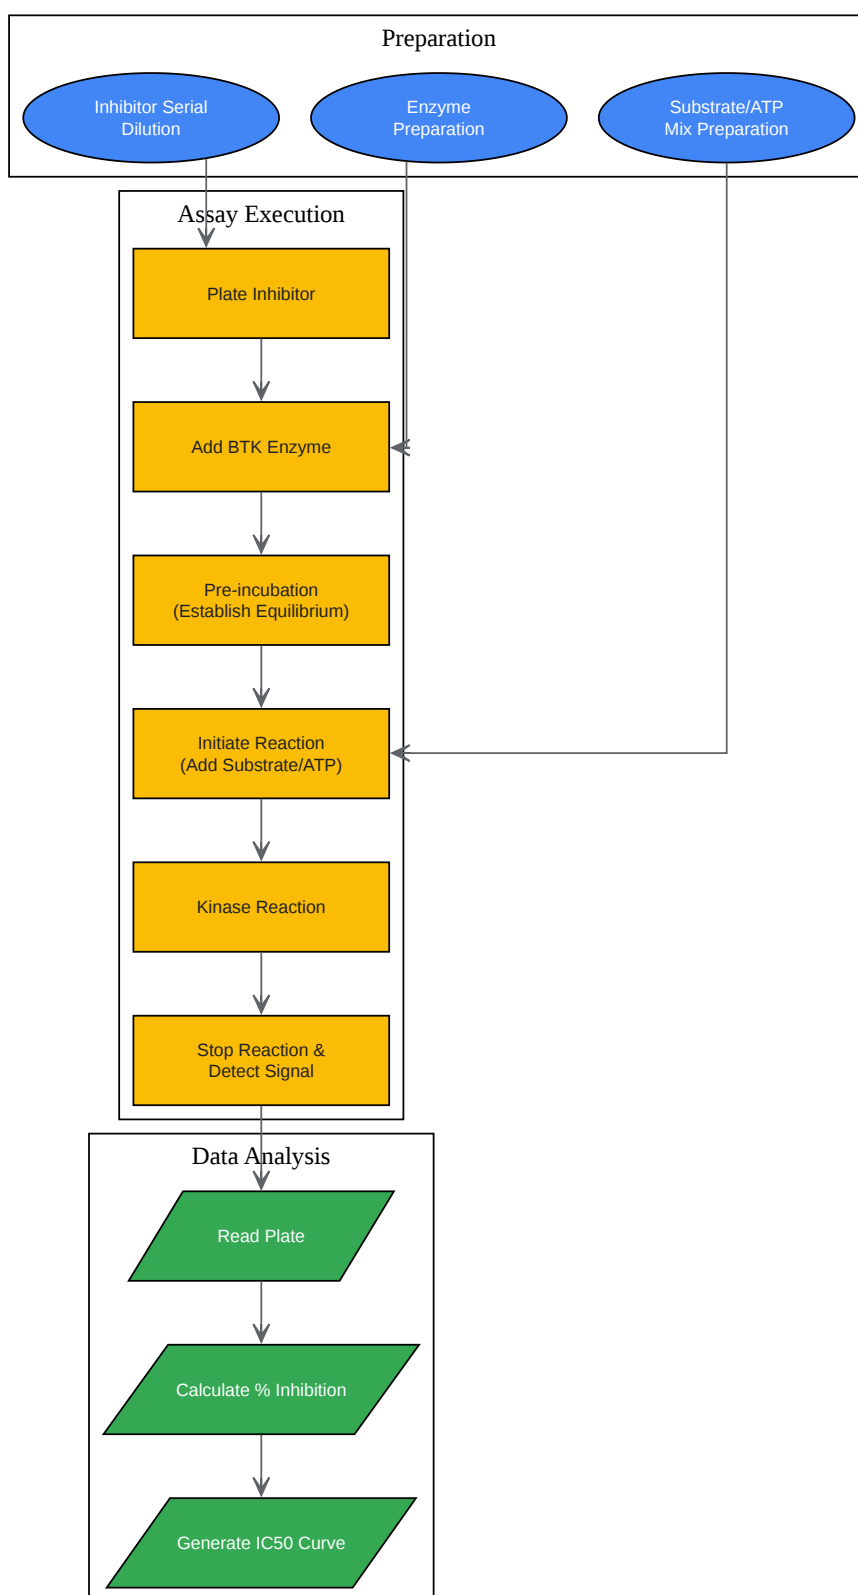 Preparation
Inhibitor Serial
Dilution
Enzyme
Preparation
Substrate/ATP
Mix Preparation
Assay Execution
Plate Inhibitor
Add BTK Enzyme
Pre-incubation
(Establish Equilibrium)
Initiate Reaction
(Add Substrate/ATP)
Kinase Reaction
Stop Reaction &
Detect Signal
Data Analysis
Read Plate
Calculate % Inhibition
Generate IC50 Curve